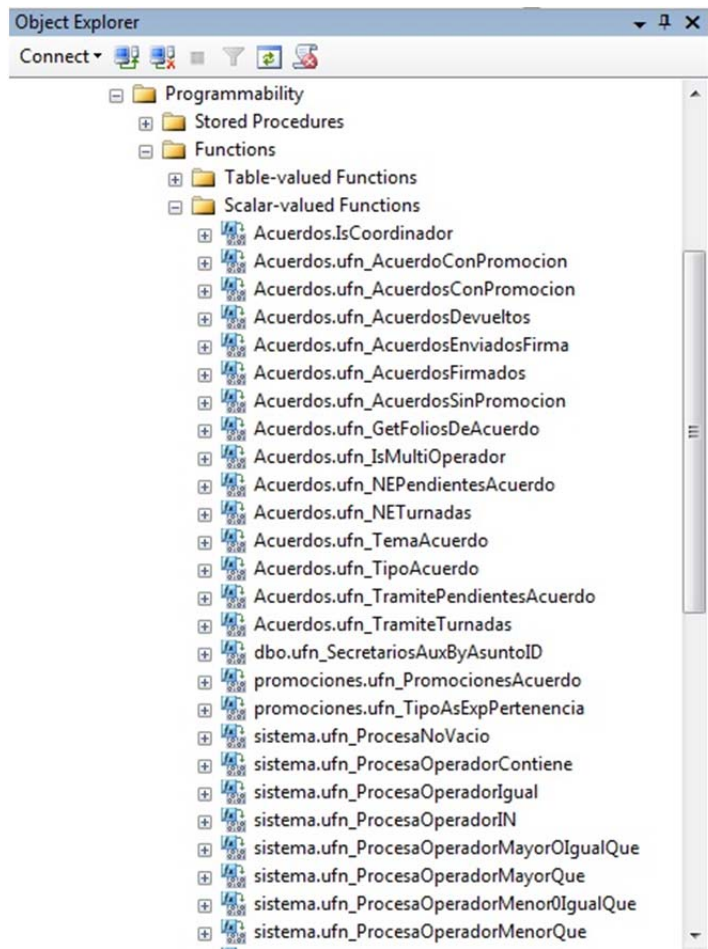 Object Explorer
Connect
Programmability
Stored Procedures
Functions
Table-valued Functions
Scalar-valued Functions
Acuerdos.IsCoordinador
Acuerdos.ufn_AcuerdoConPromocion
Acuerdos.ufn_AcuerdosConPromocion
Acuerdos.ufn_AcuerdosDevueltos
Acuerdos.ufn_AcuerdosEnviadosFirma
Acuerdos.ufn_AcuerdosFirmados
Acuerdos.ufn_AcuerdosSinPromocion
Acuerdos.ufn_GetFoliosDeAcuerdo
Acuerdos.ufn_IsMultiOperador
Acuerdos.ufn_NEPendientesAcuerdo
Acuerdos.ufn_NETurnadas
Acuerdos.ufn_TemaAcuerdo
Acuerdos.ufn_TipoAcuerdo
Acuerdos.ufn_TramitePendientesAcuerdo
Acuerdos.ufn_TramiteTurnadas
dbo.ufn_SecretariosAuxByAsuntoID
promociones.ufn_PromocionesAcuerdo
promociones.ufn_TipoAsExpPertenencia
sistema.ufn_ProcesaNoVacio
sistema.ufn_ProcesaOperadorContiene
sistema.ufn_ProcesaOperadorIgual
sistema.ufn_ProcesaOperadorIN
sistema.ufn_ProcesaOperadorMayorOIgualQue
sistema.ufn_ProcesaOperadorMayorQue
sistema.ufn_ProcesaOperadorMenor0IgualQue
sistema.ufn_ProcesaOperadorMenorQue